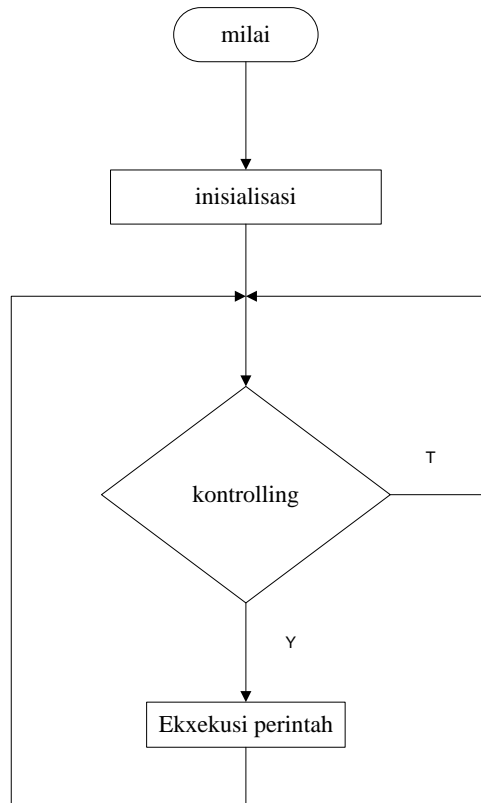 milai
inisialisasi
kontrolling
T
Y
Ekxekusi perintah